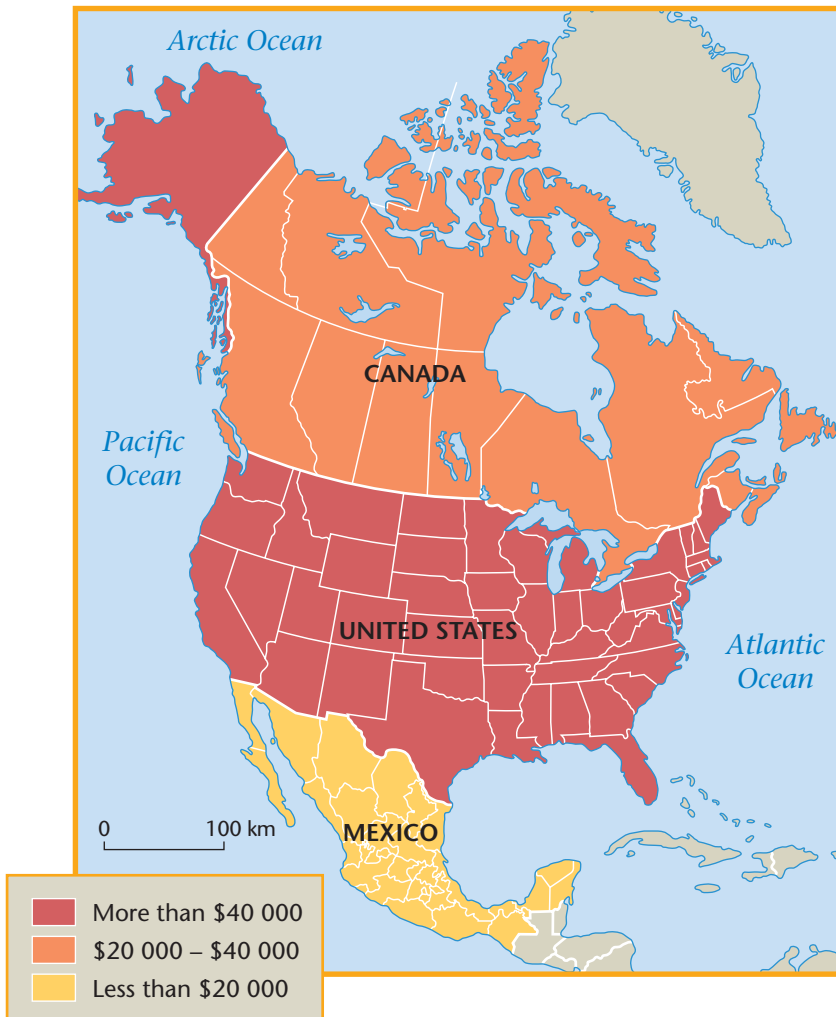 Arctic Ocean
CANADA
Pacific
Ocean
UNITED STATES
Atlantic
Ocean
0 100 km
MEXICO
More than $40 000
$20 000 – $40 000
Less than $20 000